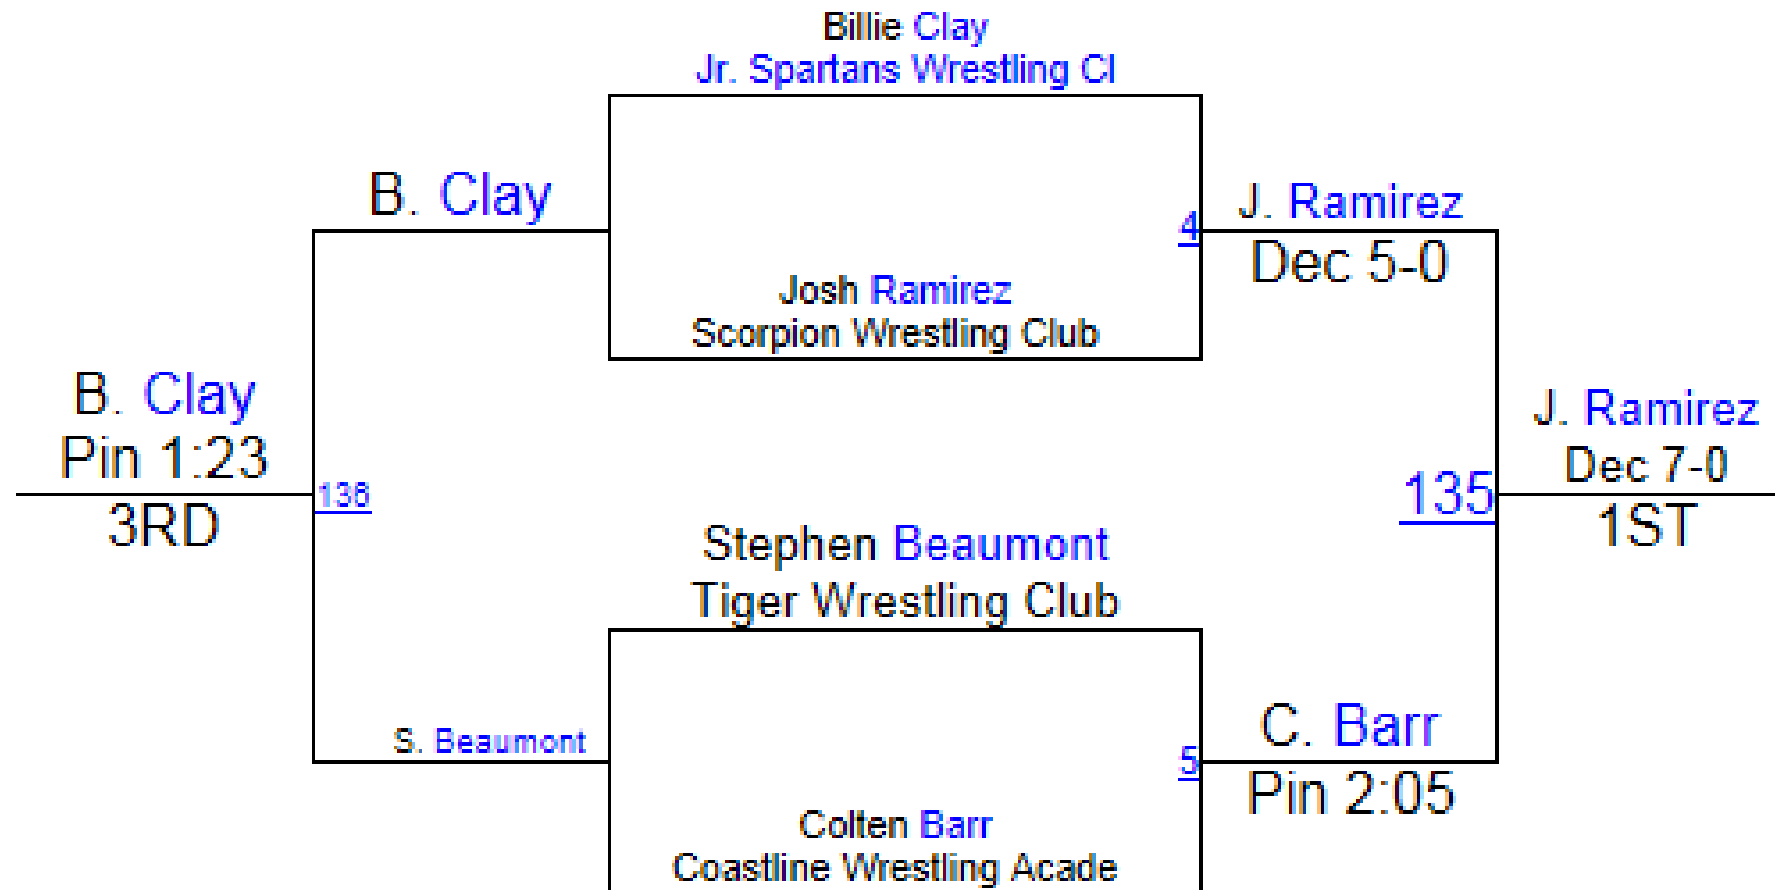 Billie Clay
Jr. Spartans Wrestling Cl
B. Clay
4
J. Ramirez
Dec 5-0
Josh Ramirez
Scorpion Wrestling Club
B. Clay
Pin 1:23
3RD
136
J. Ramirez
Dec 7-0
1ST
135
Stephen Beaumont
Tiger Wrestling Club
S. Beaumont
5
C. Barr
Pin 2:05
Colten Barr
Coastline Wrestling Acade